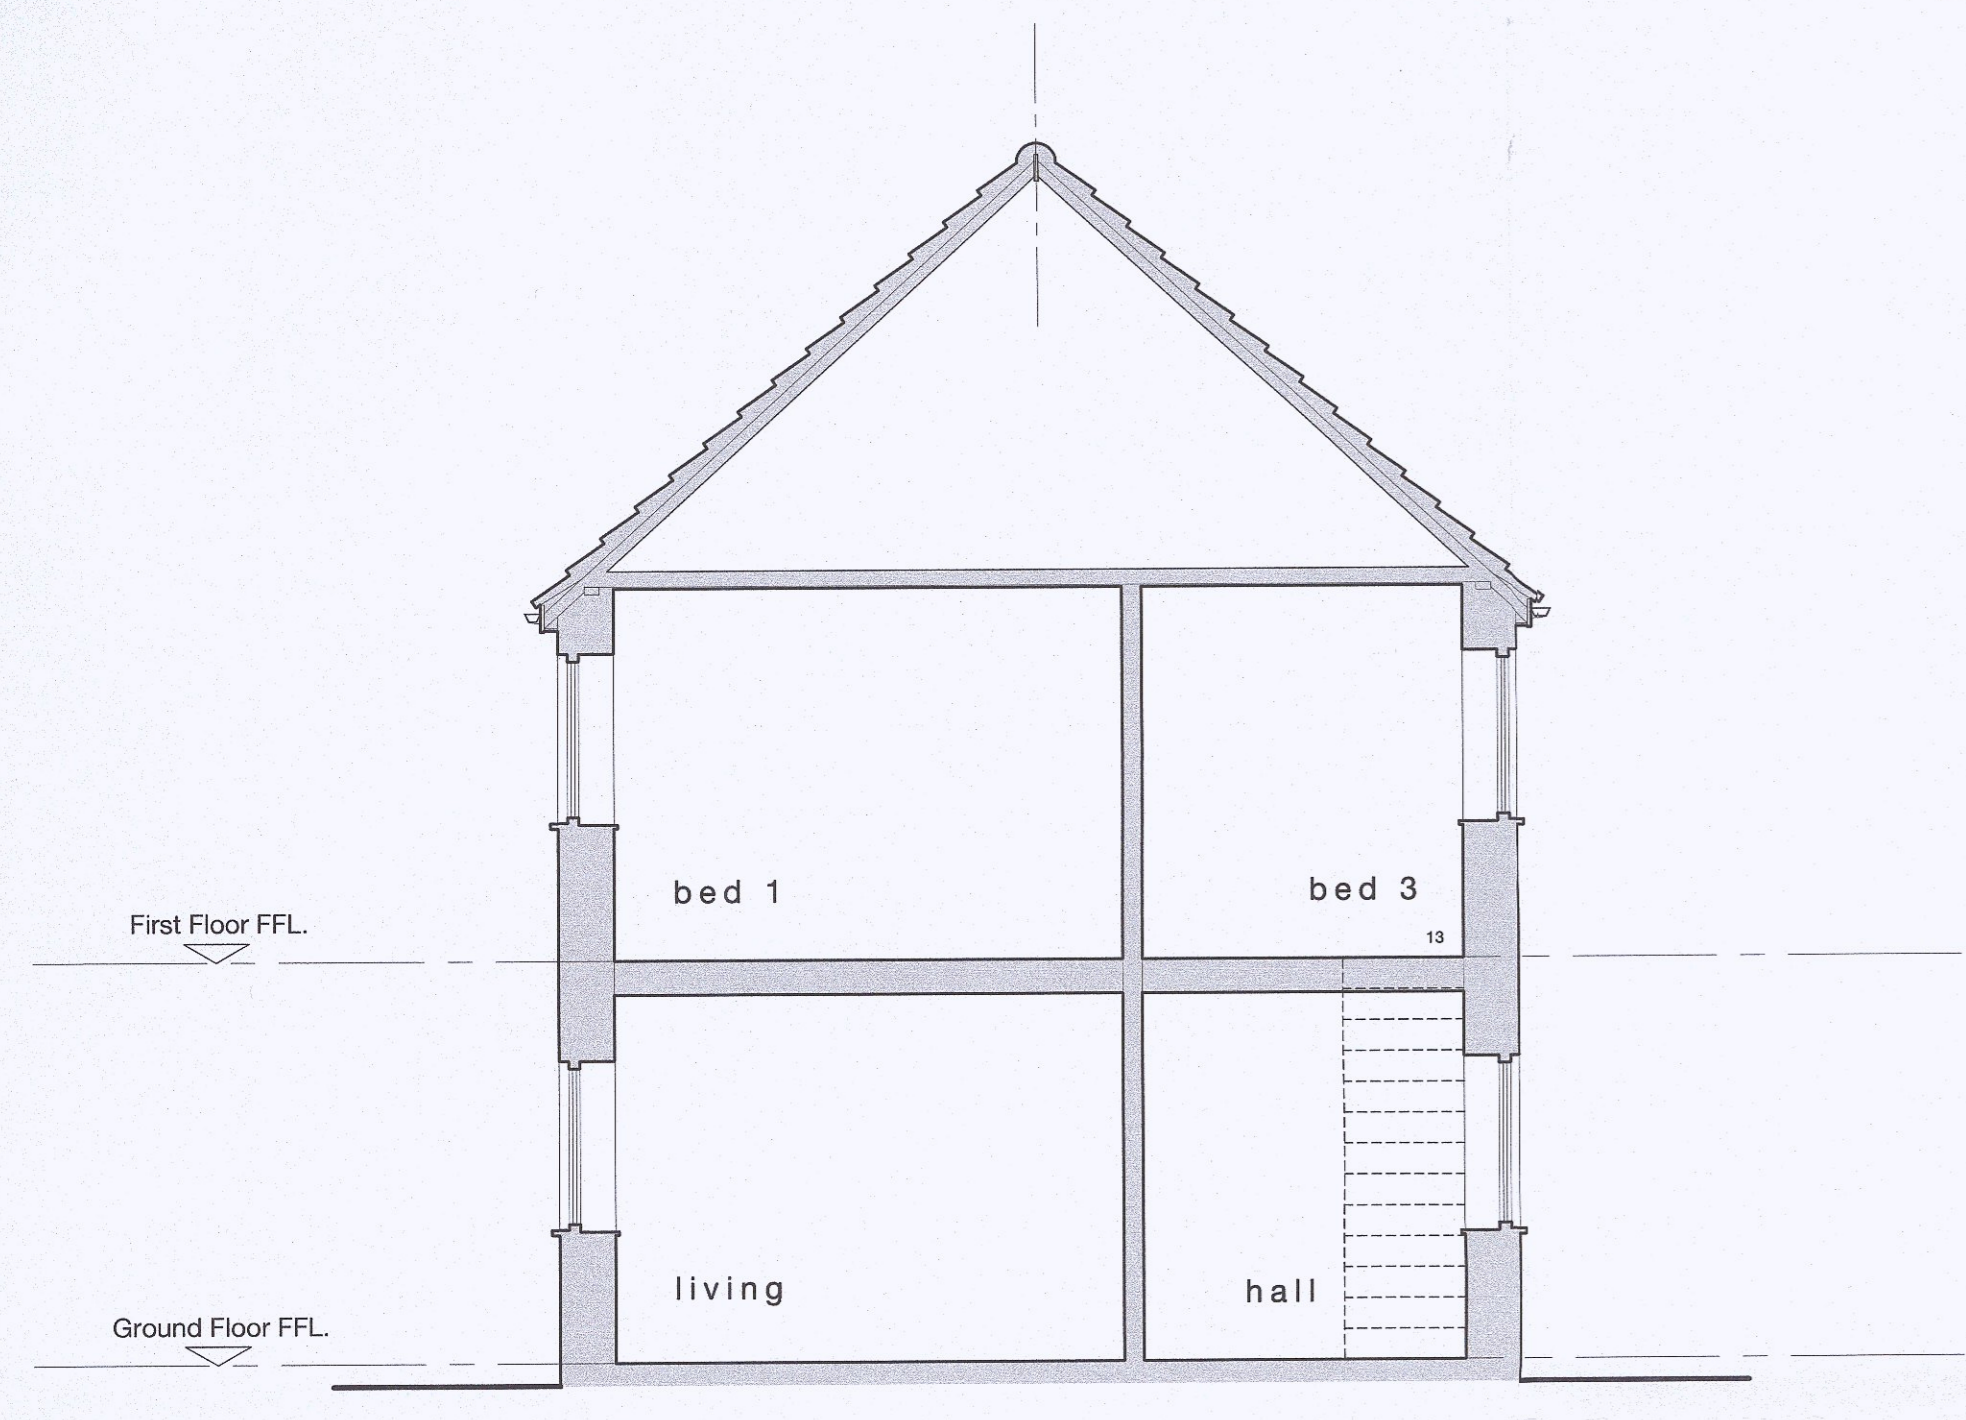 bed 1
bed 3
First Floor FFL.
13
living
hall
Ground Floor FFL.